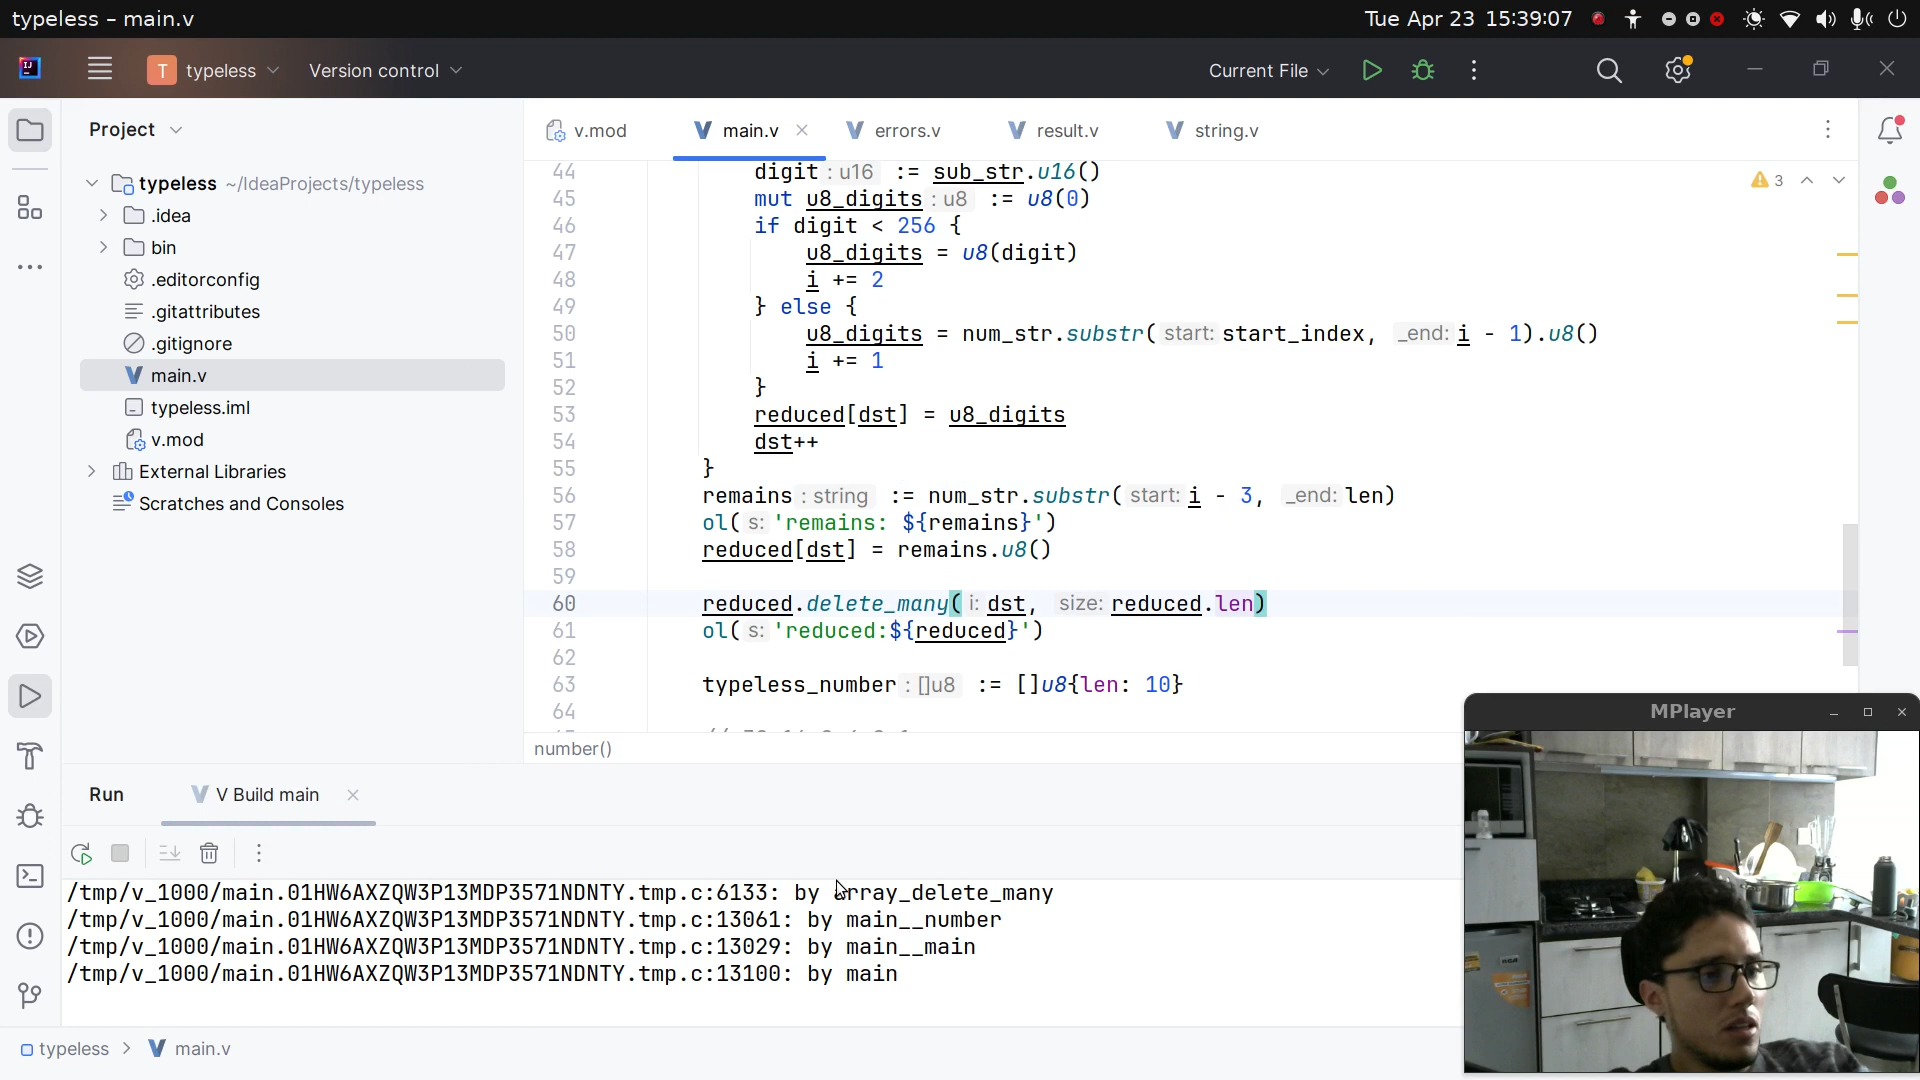 typeless – main.v
Tue Apr 23 15:39:07
T typeless
Version control
Current File
Project
v.mod
main.v
errors.v
result.v
string.v
typeless ~/IdeaProjects/typeless
.idea
bin
.editorconfig
.gitattributes
.gitignore
main.v
typeless.iml
v.mod
External Libraries
Scratches and Consoles
3
44 digit : u16 := sub_str.u16()
45 mut u8_digits : u8 := u8(0)
46 if digit < 256 {
47 u8_digits = u8(digit)
48 i += 2
49 } else {
50 u8_digits = num_str.substr( start: start_index, _end: i - 1).u8()
51 i += 1
52 }
53 reduced[dst] = u8_digits
54 dst++
55 }
56 remains : string := num_str.substr( start: i - 3, _end: len)
57 ol( s: 'remains: ${remains}')
58 reduced[dst] = remains.u8()
59
60 reduced.delete_many( i: dst, size: reduced.len)
61 ol( s: 'reduced:${reduced}')
62
63 typeless_number : []u8 := []u8{len: 10}
64
number()
MPlayer
Run
V Build main
/tmp/v_1000/main.01HW6AXZQW3P13MDP3571NDNTY.tmp.c:6133: by array_delete_many
/tmp/v_1000/main.01HW6AXZQW3P13MDP3571NDNTY.tmp.c:13061: by main__number
/tmp/v_1000/main.01HW6AXZQW3P13MDP3571NDNTY.tmp.c:13029: by main__main
/tmp/v_1000/main.01HW6AXZQW3P13MDP3571NDNTY.tmp.c:13100: by main
typeless
main.v